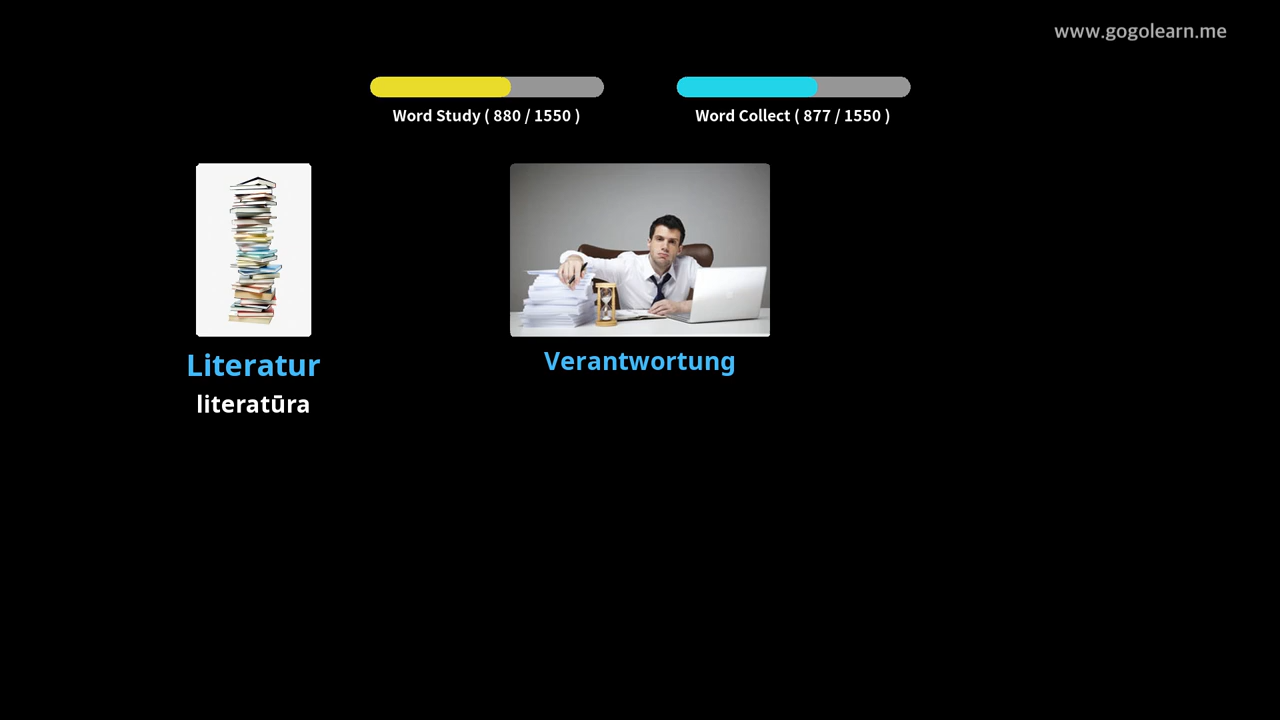 www.gogolearn.me
Word Study ( 880 / 1550 )
Word Collect ( 877 / 1550 )
Literatur
literatūra
Verantwortung